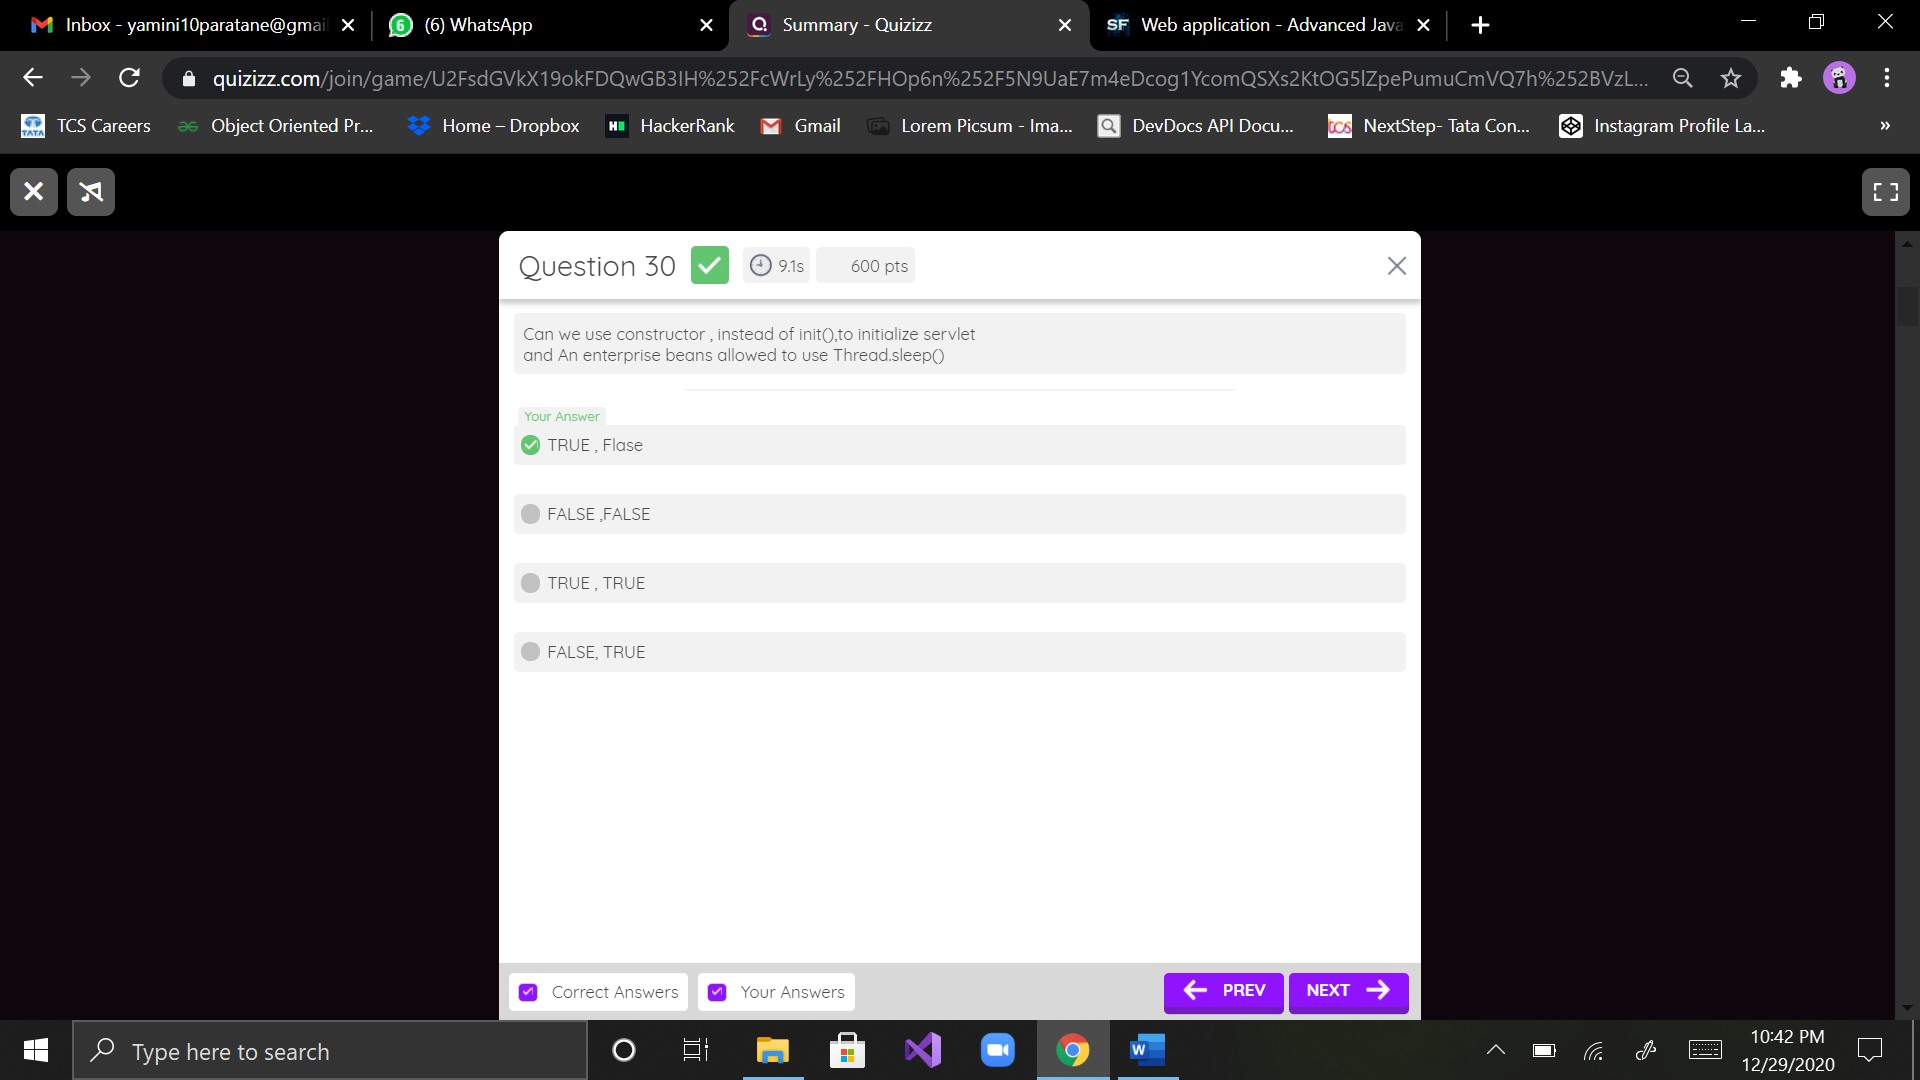 Inbox - yamini10paratane@gmai
6
(6) WhatsApp
Summary - Quizizz
SF
Web application - Advanced Java
quizizz.com/join/game/U2FsdGVkX19okFDQwGB3IH%252FcWrLy%252FHOp6n%252F5N9UaE7m4eDcog1YcomQSXs2KtOG5lZpePumuCmVQ7h%252BVzL...
TATA
TCS Careers
Object Oriented Pr...
Home – Dropbox
HackerRank
Gmail
Lorem Picsum - Ima...
DevDocs API Docu...
tcs
NextStep- Tata Con...
Instagram Profile La...
»
Question 30
9.1s
600 pts
Can we use constructor , instead of init(),to initialize servlet
and An enterprise beans allowed to use Thread.sleep()
Your Answer
TRUE , Flase
FALSE ,FALSE
TRUE , TRUE
FALSE, TRUE
Correct Answers
Your Answers
PREV
NEXT
Type here to search
W
10:42 PM
12/29/2020